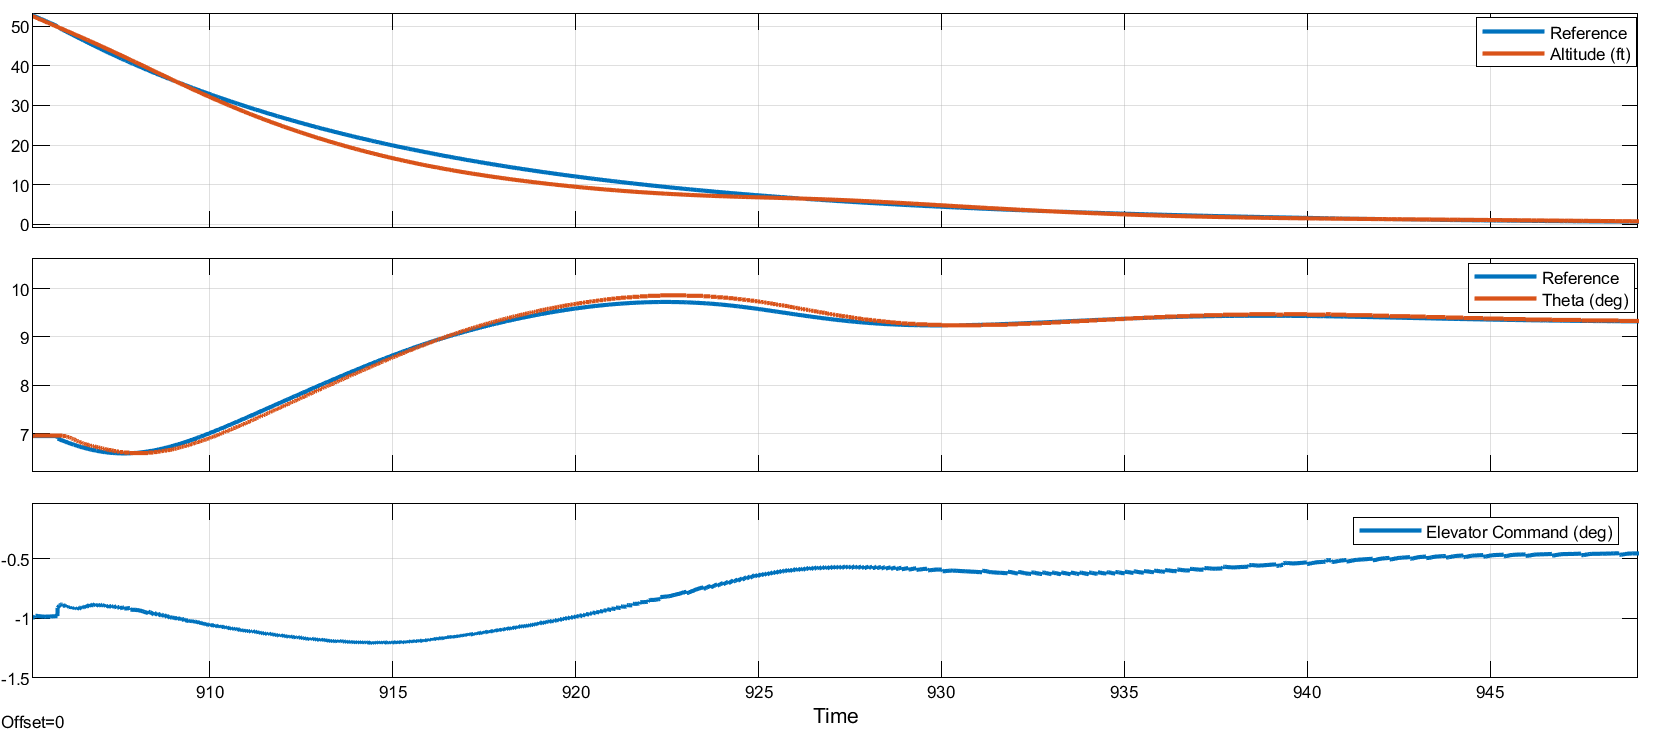 50
40
30
20
10
0
Reference
Altitude (ft)
10
9
8
7
Reference
Theta (deg)
-0.5
-1
-1.5
Elevator Command (deg)
910 915 920 925 930 935 940 945
Time
Offset=0